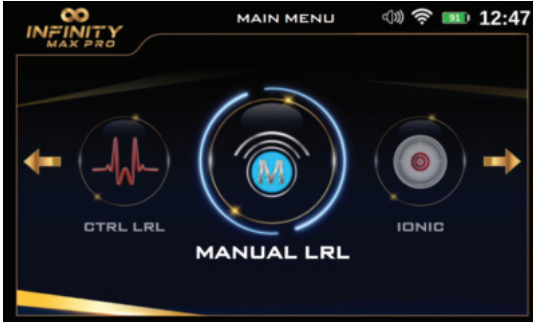 INFINITY
MAX PRO
MAIN MENU
91
12:47
M
CTRL LRL
MANUAL LRL
IONIC